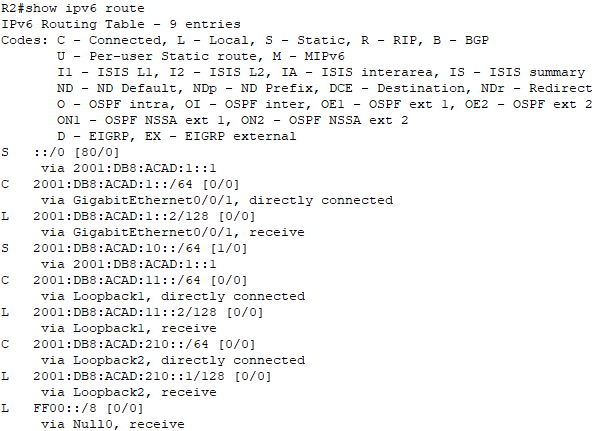 R2#show ipv6 route
IPv6 Routing Table - 9 entries
Codes: C - Connected, L - Local, S - Static, R - RIP, B - BGP
       U - Per-user Static route, M - MIPv6
       I1 - ISIS L1, I2 - ISIS L2, IA - ISIS interarea, IS - ISIS summary
       ND - ND Default, NDp - ND Prefix, DCE - Destination, NDr - Redirect
       O - OSPF intra, OI - OSPF inter, OE1 - OSPF ext 1, OE2 - OSPF ext 2
       ON1 - OSPF NSSA ext 1, ON2 - OSPF NSSA ext 2
       D - EIGRP, EX - EIGRP external
S   ::/0 [80/0]
     via 2001:DB8:ACAD:1::1
C   2001:DB8:ACAD:1::/64 [0/0]
     via GigabitEthernet0/0/1, directly connected
L   2001:DB8:ACAD:1::2/128 [0/0]
     via GigabitEthernet0/0/1, receive
S   2001:DB8:ACAD:10::/64 [1/0]
     via 2001:DB8:ACAD:1::1
C   2001:DB8:ACAD:11::/64 [0/0]
     via Loopback1, directly connected
L   2001:DB8:ACAD:11::2/128 [0/0]
     via Loopback1, receive
C   2001:DB8:ACAD:210::/64 [0/0]
     via Loopback2, directly connected
L   2001:DB8:ACAD:210::1/128 [0/0]
     via Loopback2, receive
L   FF00::/8 [0/0]
     via Null0, receive